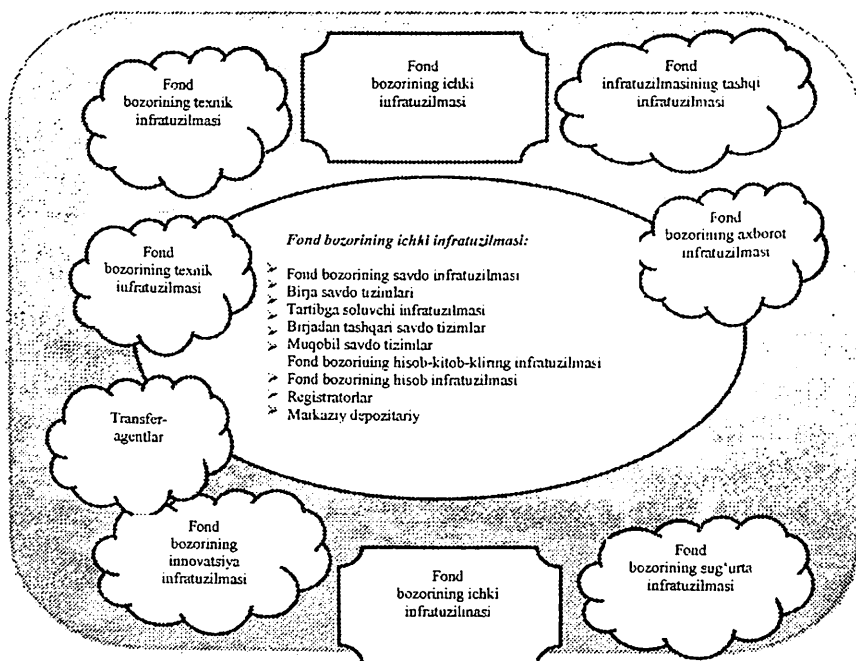 Fond
bozorining texnik
infratuzilmasi
Fond
bozorining ichki
infratuzilmasi
Fond
infratuzilmasining tashqi
infratuzilmasi
Fond
bozorining texnik
infratuzilmasi
Fond
bozorining axborot
infratuzilmasi
Fond bozorining ichki infratuzilmasi:
➢ Fond bozorining savdo infratuzilmasi
➢ Birja savdo tizimlari
➢ Tartibga soluvchi infratuzilmasi
➢ Birjadan tashqari savdo tizimlar
➢ Muqobil savdo tizimlar
Fond bozorining hisob-kitob-kliring infratuzilmasi
➢ Fond bozorining hisob infratuzilmasi
➢ Registratorlar
➢ Markaziy depozitariy
Transfer-
agentlar
Fond
bozorining
innovatsiya
infratuzilmasi
Fond
bozorining ichki
infratuzilmasi
Fond
bozorining sug‘urta
infratuzilmasi